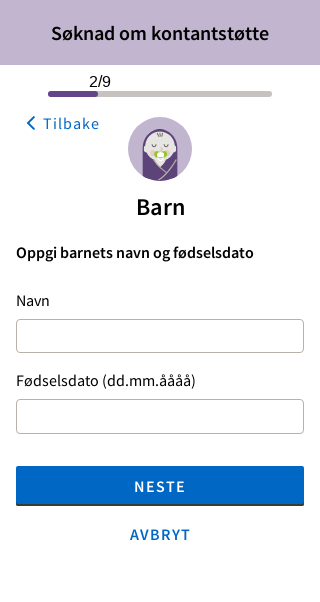 Søknad om kontantstøtte
2/9
Tilbake
Barn
Oppgi barnets navn og fødselsdato
Navn
Fødselsdato (dd.mm.åååå)
NESTE
AVBRYT